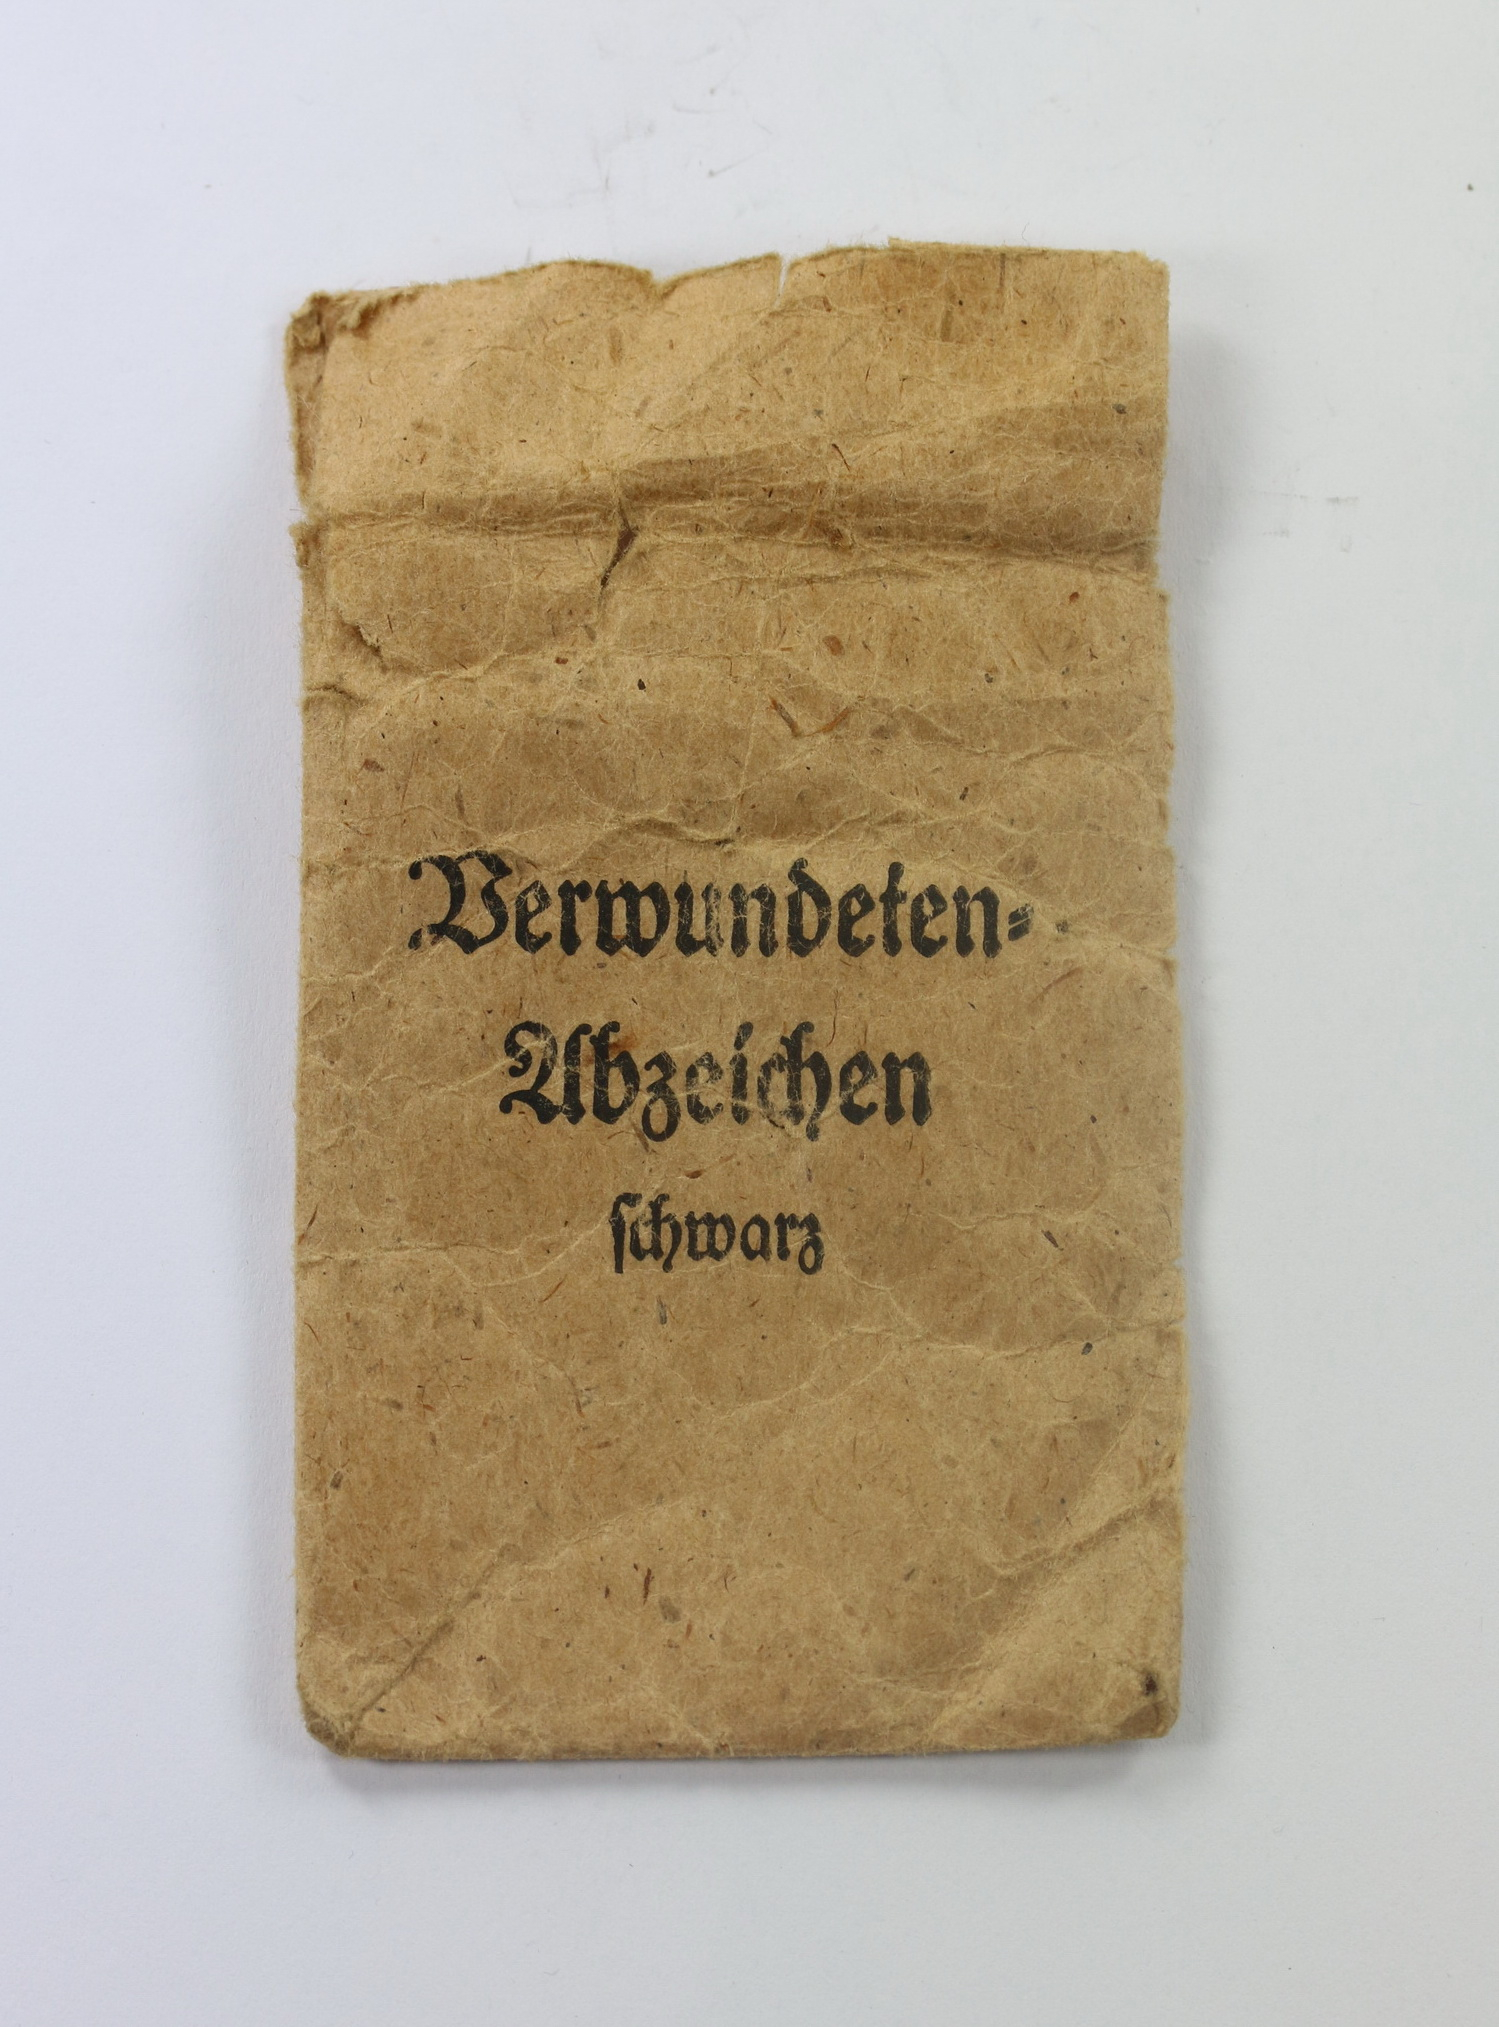 Verwundeten-
Abzeichen
schwarz